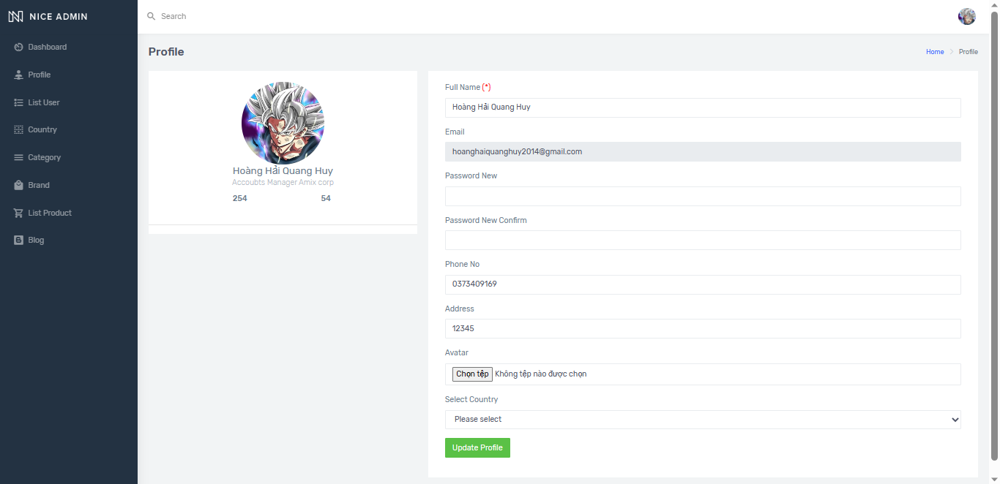 NICE ADMIN
Search
Dashboard
Profile
List User
Country
Category
Brand
List Product
Blog
Profile
Home > Profile
Hoàng Hải Quang Huy
Accoubts Manager Amix corp
254 54
Full Name (*)
Hoàng Hải Quang Huy
Email
hoanghaiquanghuy2014@gmail.com
Password New
Password New Confirm
Phone No
0373409169
Address
12345
Avatar
Chọn tệp Không tệp nào được chọn
Select Country
Please select
Update Profile